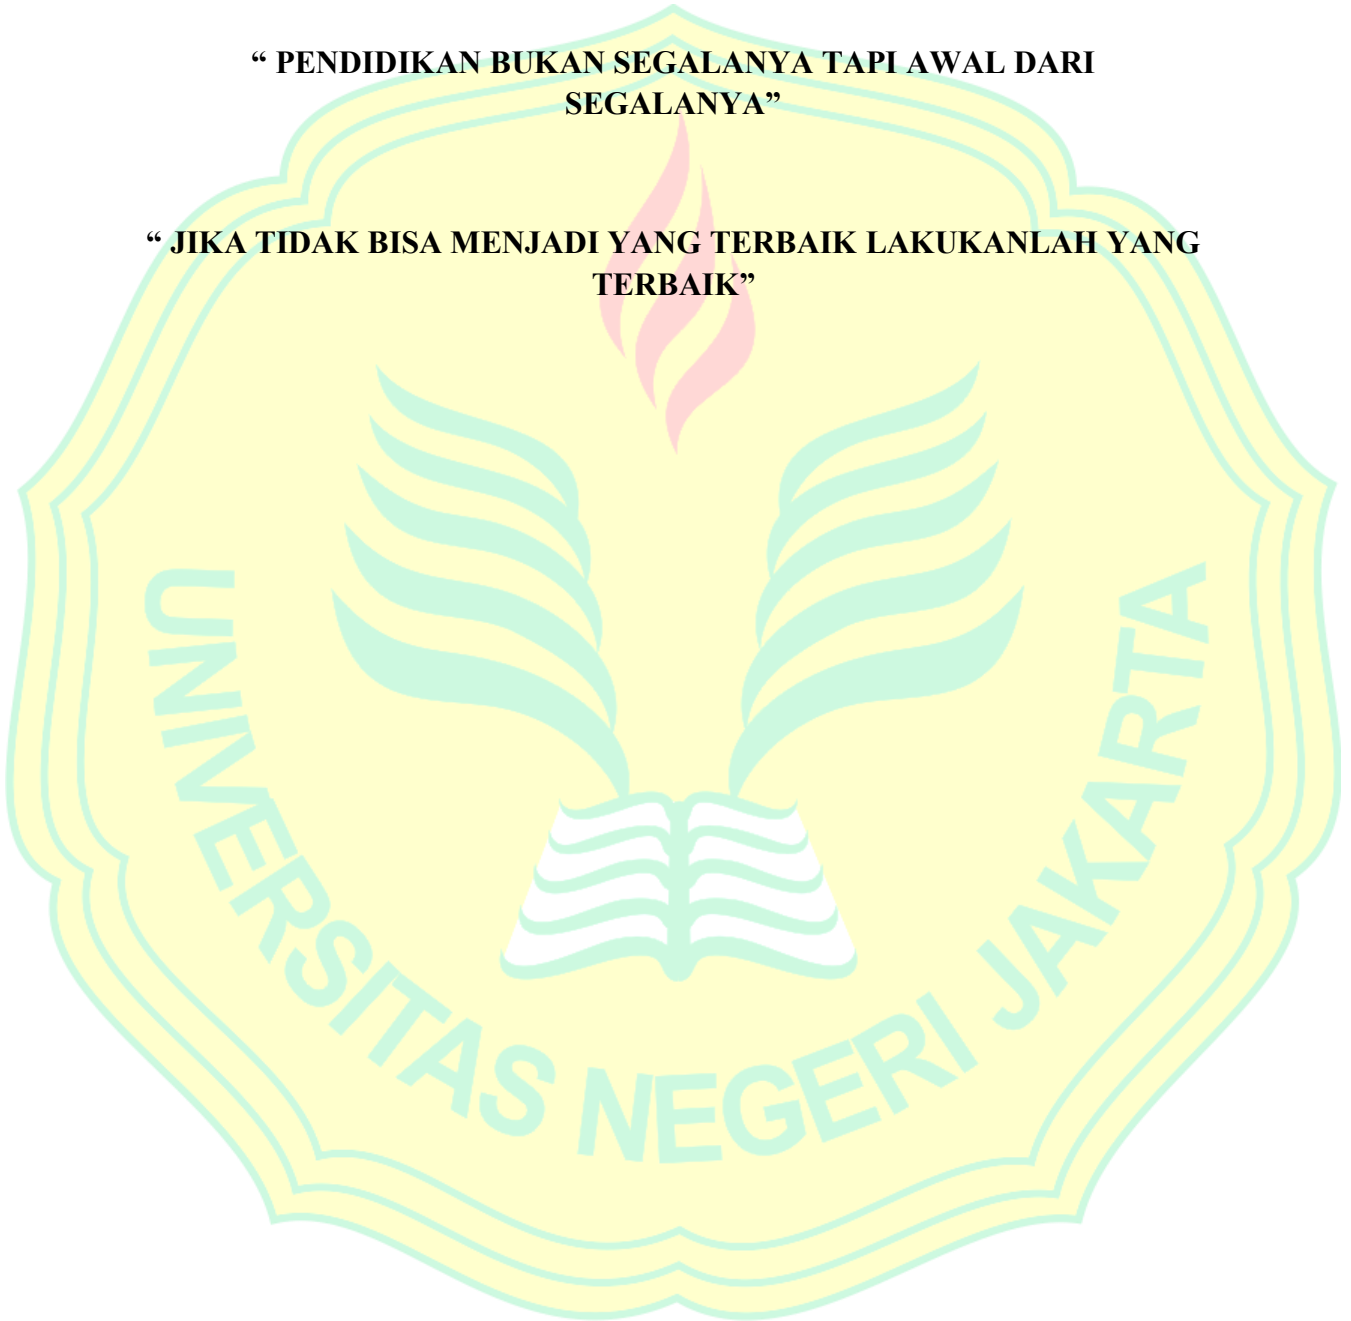 “ PENDIDIKAN BUKAN SEGALANYA TAPI AWAL DARI
SEGALANYA”
“ JIKA TIDAK BISA MENJADI YANG TERBAIK LAKUKANLAH YANG
TERBAIK”
UNIVERSITAS NEGERI JAKARTA